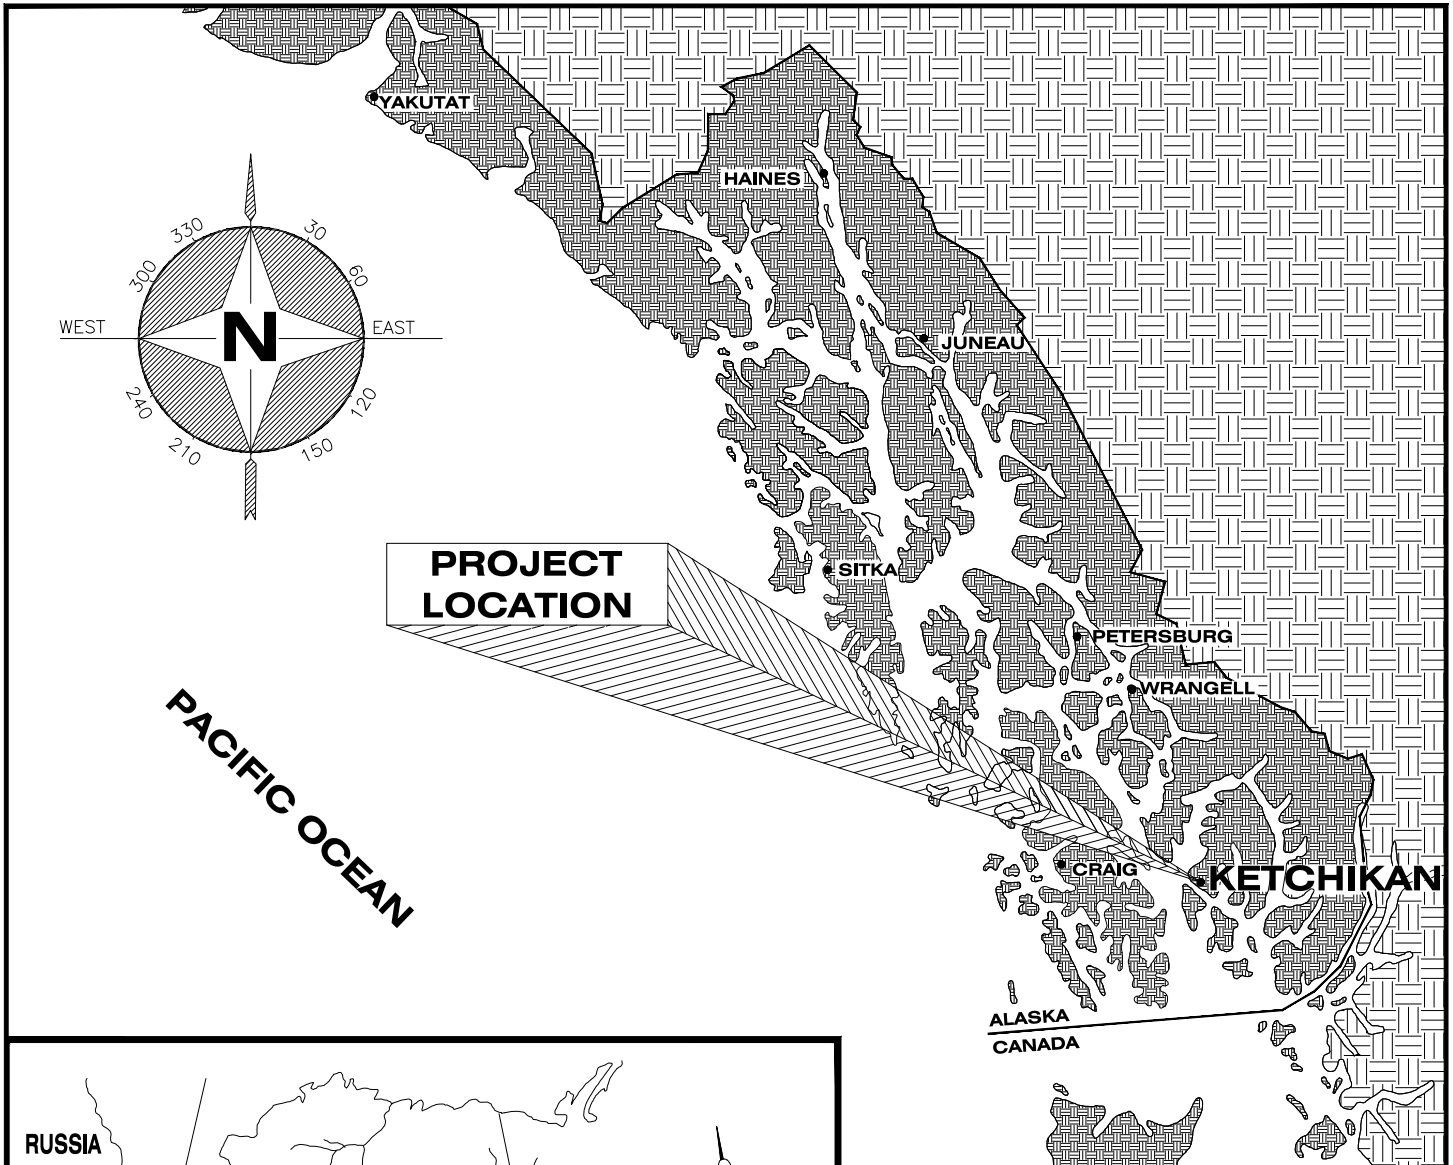 YAKUTAT
HAINES
330
30
300
60
WEST
N
EAST
JUNEAU
240
120
210
150
PROJECT
LOCATION
SITKA
PETERSBURG
WRANGELL
PACIFIC OCEAN
CRAIG
KETCHIKAN
ALASKA
CANADA
RUSSIA